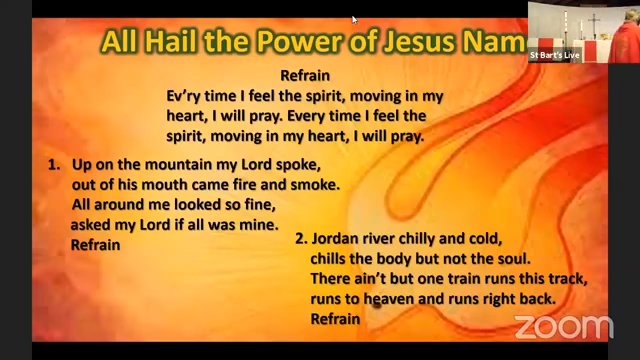 All Hail the Power of Jesus Nam
Refrain
Ev'ry time I feel the spirit, moving in my
heart, I will pray. Every time I feel the
spirit, moving in my heart, I will pray.
1. Up on the mountain my Lord spoke,
out of his mouth came fire and smoke.
All around me looked so fine,
asked my Lord if all was mine.
Refrain
2. Jordan river chilly and cold,
chills the body but not the soul.
There ain't but one train runs this track,
runs to heaven and runs right back.
Refrain
St Bart's Live
zoom